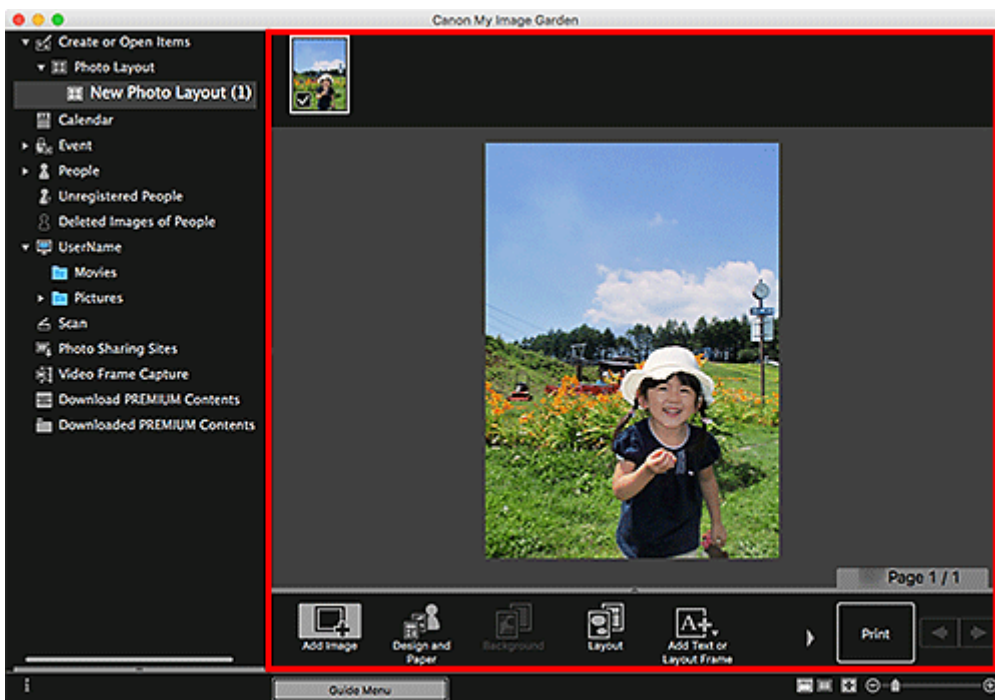 Canon My Image Garden
Create or Open Items
Photo Layout
New Photo Layout (1)
Calendar
Event
People
Unregistered People
Deleted Images of People
UserName
Movies
Pictures
Scan
Photo Sharing Sites
Video Frame Capture
Download PREMIUM Contents
Downloaded PREMIUM Contents
Page 1 / 1
Add Image
Design and
Paper
Background
Layout
A+
Add Text or
Layout Frame
Print
Guide Menu